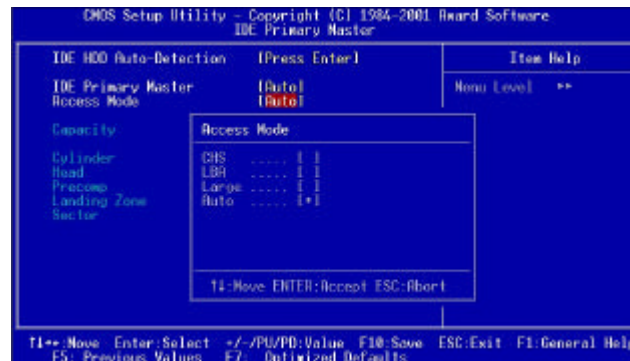 CMOS Setup Utility - Copyright (C) 1984-2001 Award Software
IDE Primary Master
IDE HDD Auto-Detection [Press Enter]
Item Help
IDE Primary Master [Auto]
Access Mode [Auto]
Menu Level ▸▸
Capacity
Access Mode
Cylinder
Head
Precomp
Landing Zone
Sector
CHS ..... [ ]
LBA ..... [ ]
Large ..... [ ]
Auto ..... [▪]
↑↓:Move ENTER:Accept ESC:Abort
↑↓→←:Move Enter:Select +/-/PU/PD:Value F10:Save ESC:Exit F1:General Help
F5: Previous Values F7: Optimized Defaults